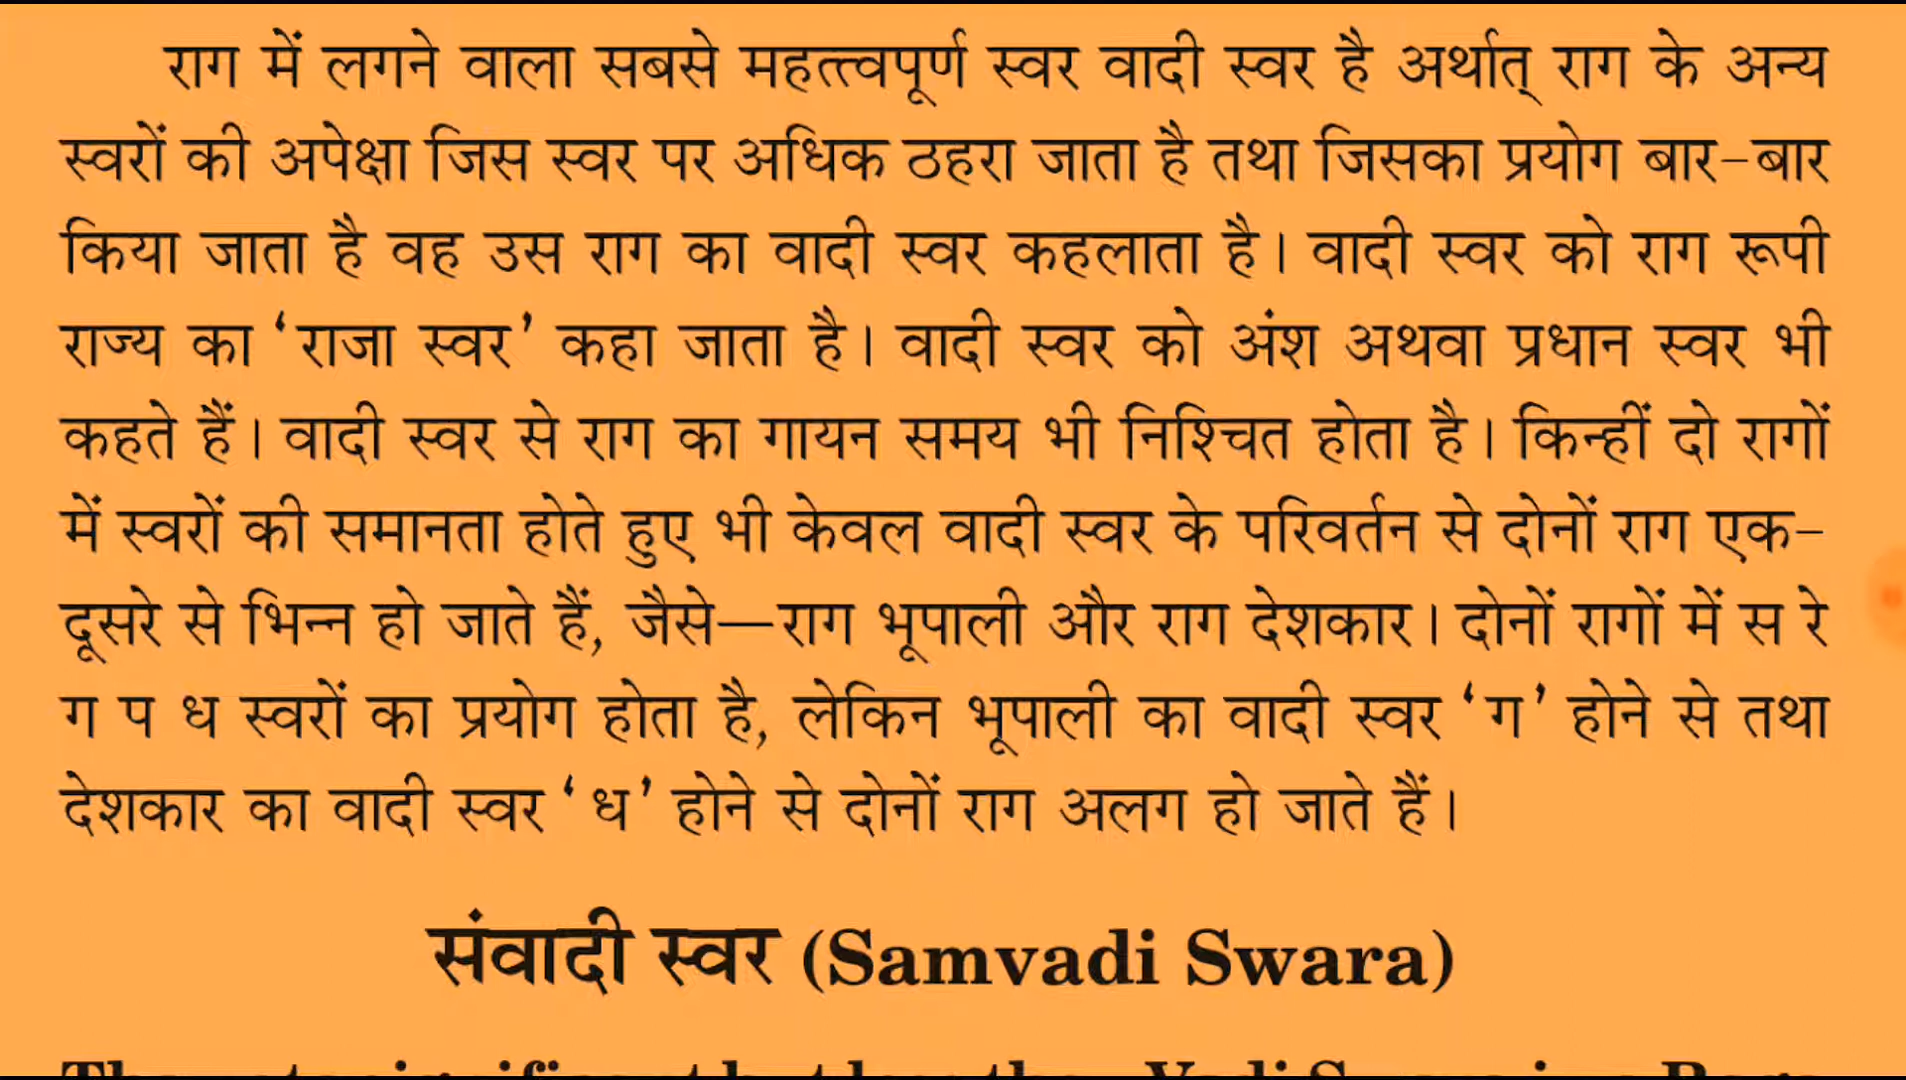 राग में लगने वाला सबसे महत्त्वपूर्ण स्वर वादी स्वर है अर्थात् राग के अन्य
स्वरों की अपेक्षा जिस स्वर पर अधिक ठहरा जाता है तथा जिसका प्रयोग बार-बार
किया जाता है वह उस राग का वादी स्वर कहलाता है। वादी स्वर को राग रूपी
राज्य का ‘राजा स्वर’ कहा जाता है। वादी स्वर को अंश अथवा प्रधान स्वर भी
कहते हैं। वादी स्वर से राग का गायन समय भी निश्चित होता है। किन्हीं दो रागों
में स्वरों की समानता होते हुए भी केवल वादी स्वर के परिवर्तन से दोनों राग एक-
दूसरे से भिन्न हो जाते हैं, जैसे—राग भूपाली और राग देशकार। दोनों रागों में स रे
ग प ध स्वरों का प्रयोग होता है, लेकिन भूपाली का वादी स्वर ‘ग’ होने से तथा
देशकार का वादी स्वर ‘ध’ होने से दोनों राग अलग हो जाते हैं।
संवादी स्वर (Samvadi Swara)